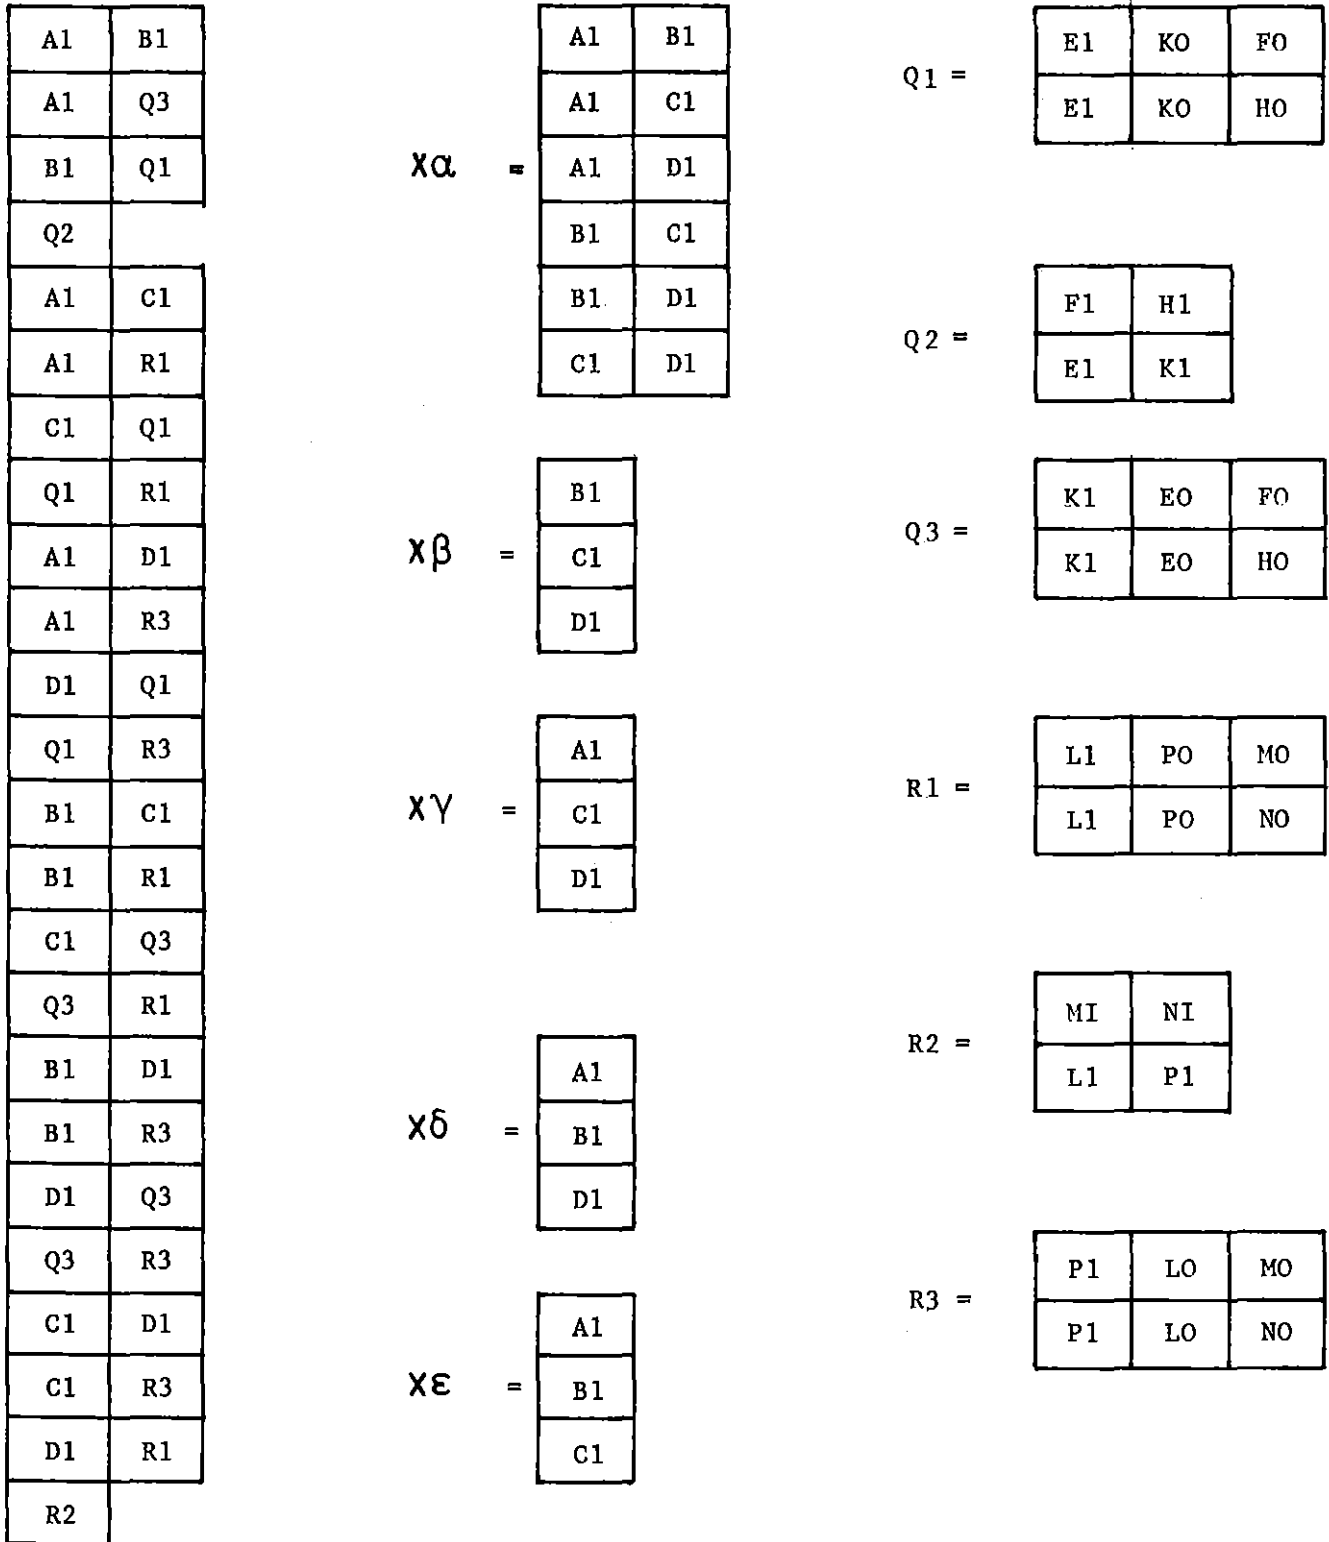 A1 B1
A1 Q3
B1 Q1
Q2
A1 C1
A1 R1
C1 Q1
Q1 R1
A1 D1
A1 R3
D1 Q1
Q1 R3
B1 C1
B1 R1
C1 Q3
Q3 R1
B1 D1
B1 R3
D1 Q3
Q3 R3
C1 D1
C1 R3
D1 R1
R2
Xα =
A1 B1
A1 C1
A1 D1
B1 C1
B1 D1
C1 D1
Xβ =
B1
C1
D1
Xγ =
A1
C1
D1
Xδ =
A1
B1
D1
Xε =
A1
B1
C1
Q1 =
E1 KO FO
E1 KO HO
Q2 =
F1 H1
E1 K1
Q3 =
K1 EO FO
K1 EO HO
R1 =
L1 PO MO
L1 PO NO
R2 =
MI NI
L1 P1
R3 =
P1 LO MO
P1 LO NO